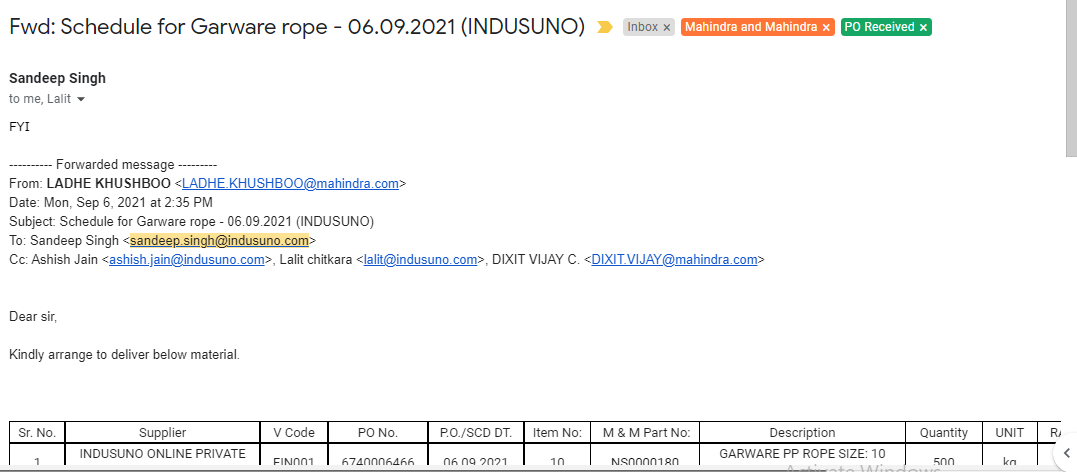 Fwd: Schedule for Garware rope - 06.09.2021 (INDUSUNO) Inbox x Mahindra and Mahindra x PO Received x
Sandeep Singh
to me, Lalit
FYI
---------- Forwarded message ---------
From: LADHE KHUSHBOO <LADHE.KHUSHBOO@mahindra.com>
Date: Mon, Sep 6, 2021 at 2:35 PM
Subject: Schedule for Garware rope - 06.09.2021 (INDUSUNO)
To: Sandeep Singh <sandeep.singh@indusuno.com>
Cc: Ashish Jain <ashish.jain@indusuno.com>, Lalit chitkara <lalit@indusuno.com>, DIXIT VIJAY C. <DIXIT.VIJAY@mahindra.com>
Dear sir,
Kindly arrange to deliver below material.
Sr. No. Supplier V Code PO No. P.O./SCD DT. Item No: M & M Part No: Description Quantity UNIT
INDUSUNO ONLINE PRIVATE GARWARE PP ROPE SIZE: 10
1 EIN001 6740006466 06.09.2021 10 NS0000180 500 kg
Activate Windows